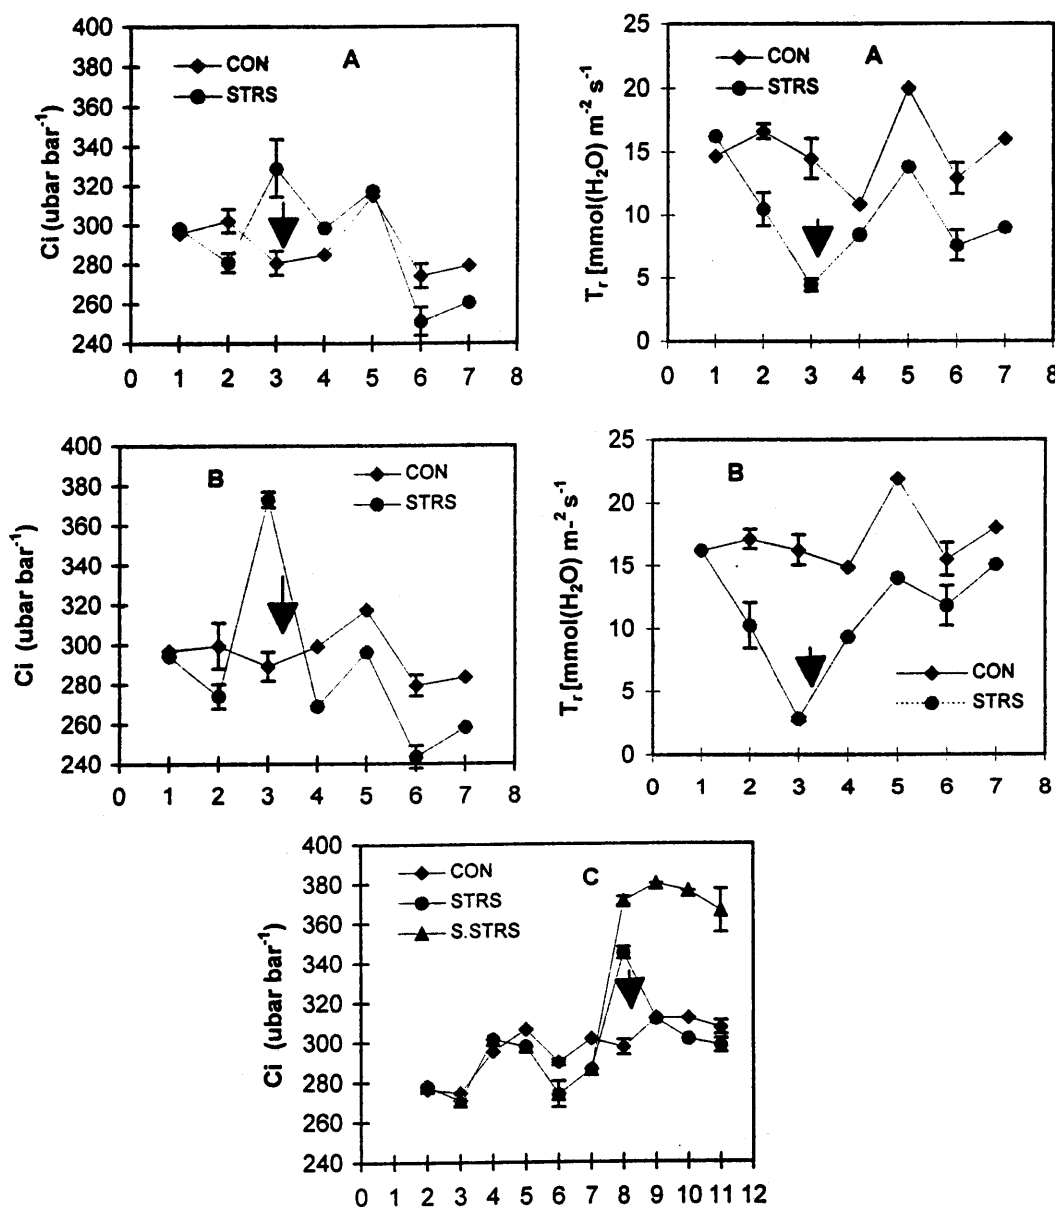 400
380
360
340
320
300
280
260
240
Ci (ubar bar-1)
CON
STRS
A
0 1 2 3 4 5 6 7 8
25
20
15
10
5
0
Tr [mmol(H2O) m-2 s-1
CON
STRS
A
0 1 2 3 4 5 6 7 8
400
380
360
340
320
300
280
260
240
Ci (ubar bar-1)
B
CON
STRS
0 1 2 3 4 5 6 7 8
25
20
15
10
5
0
Tr [mmol(H2O) m-2 s-1
B
CON
STRS
0 1 2 3 4 5 6 7 8
400
380
360
340
320
300
280
260
240
Ci (ubar bar-1)
CON
STRS
S.STRS
C
0 1 2 3 4 5 6 7 8 9 10 11 12